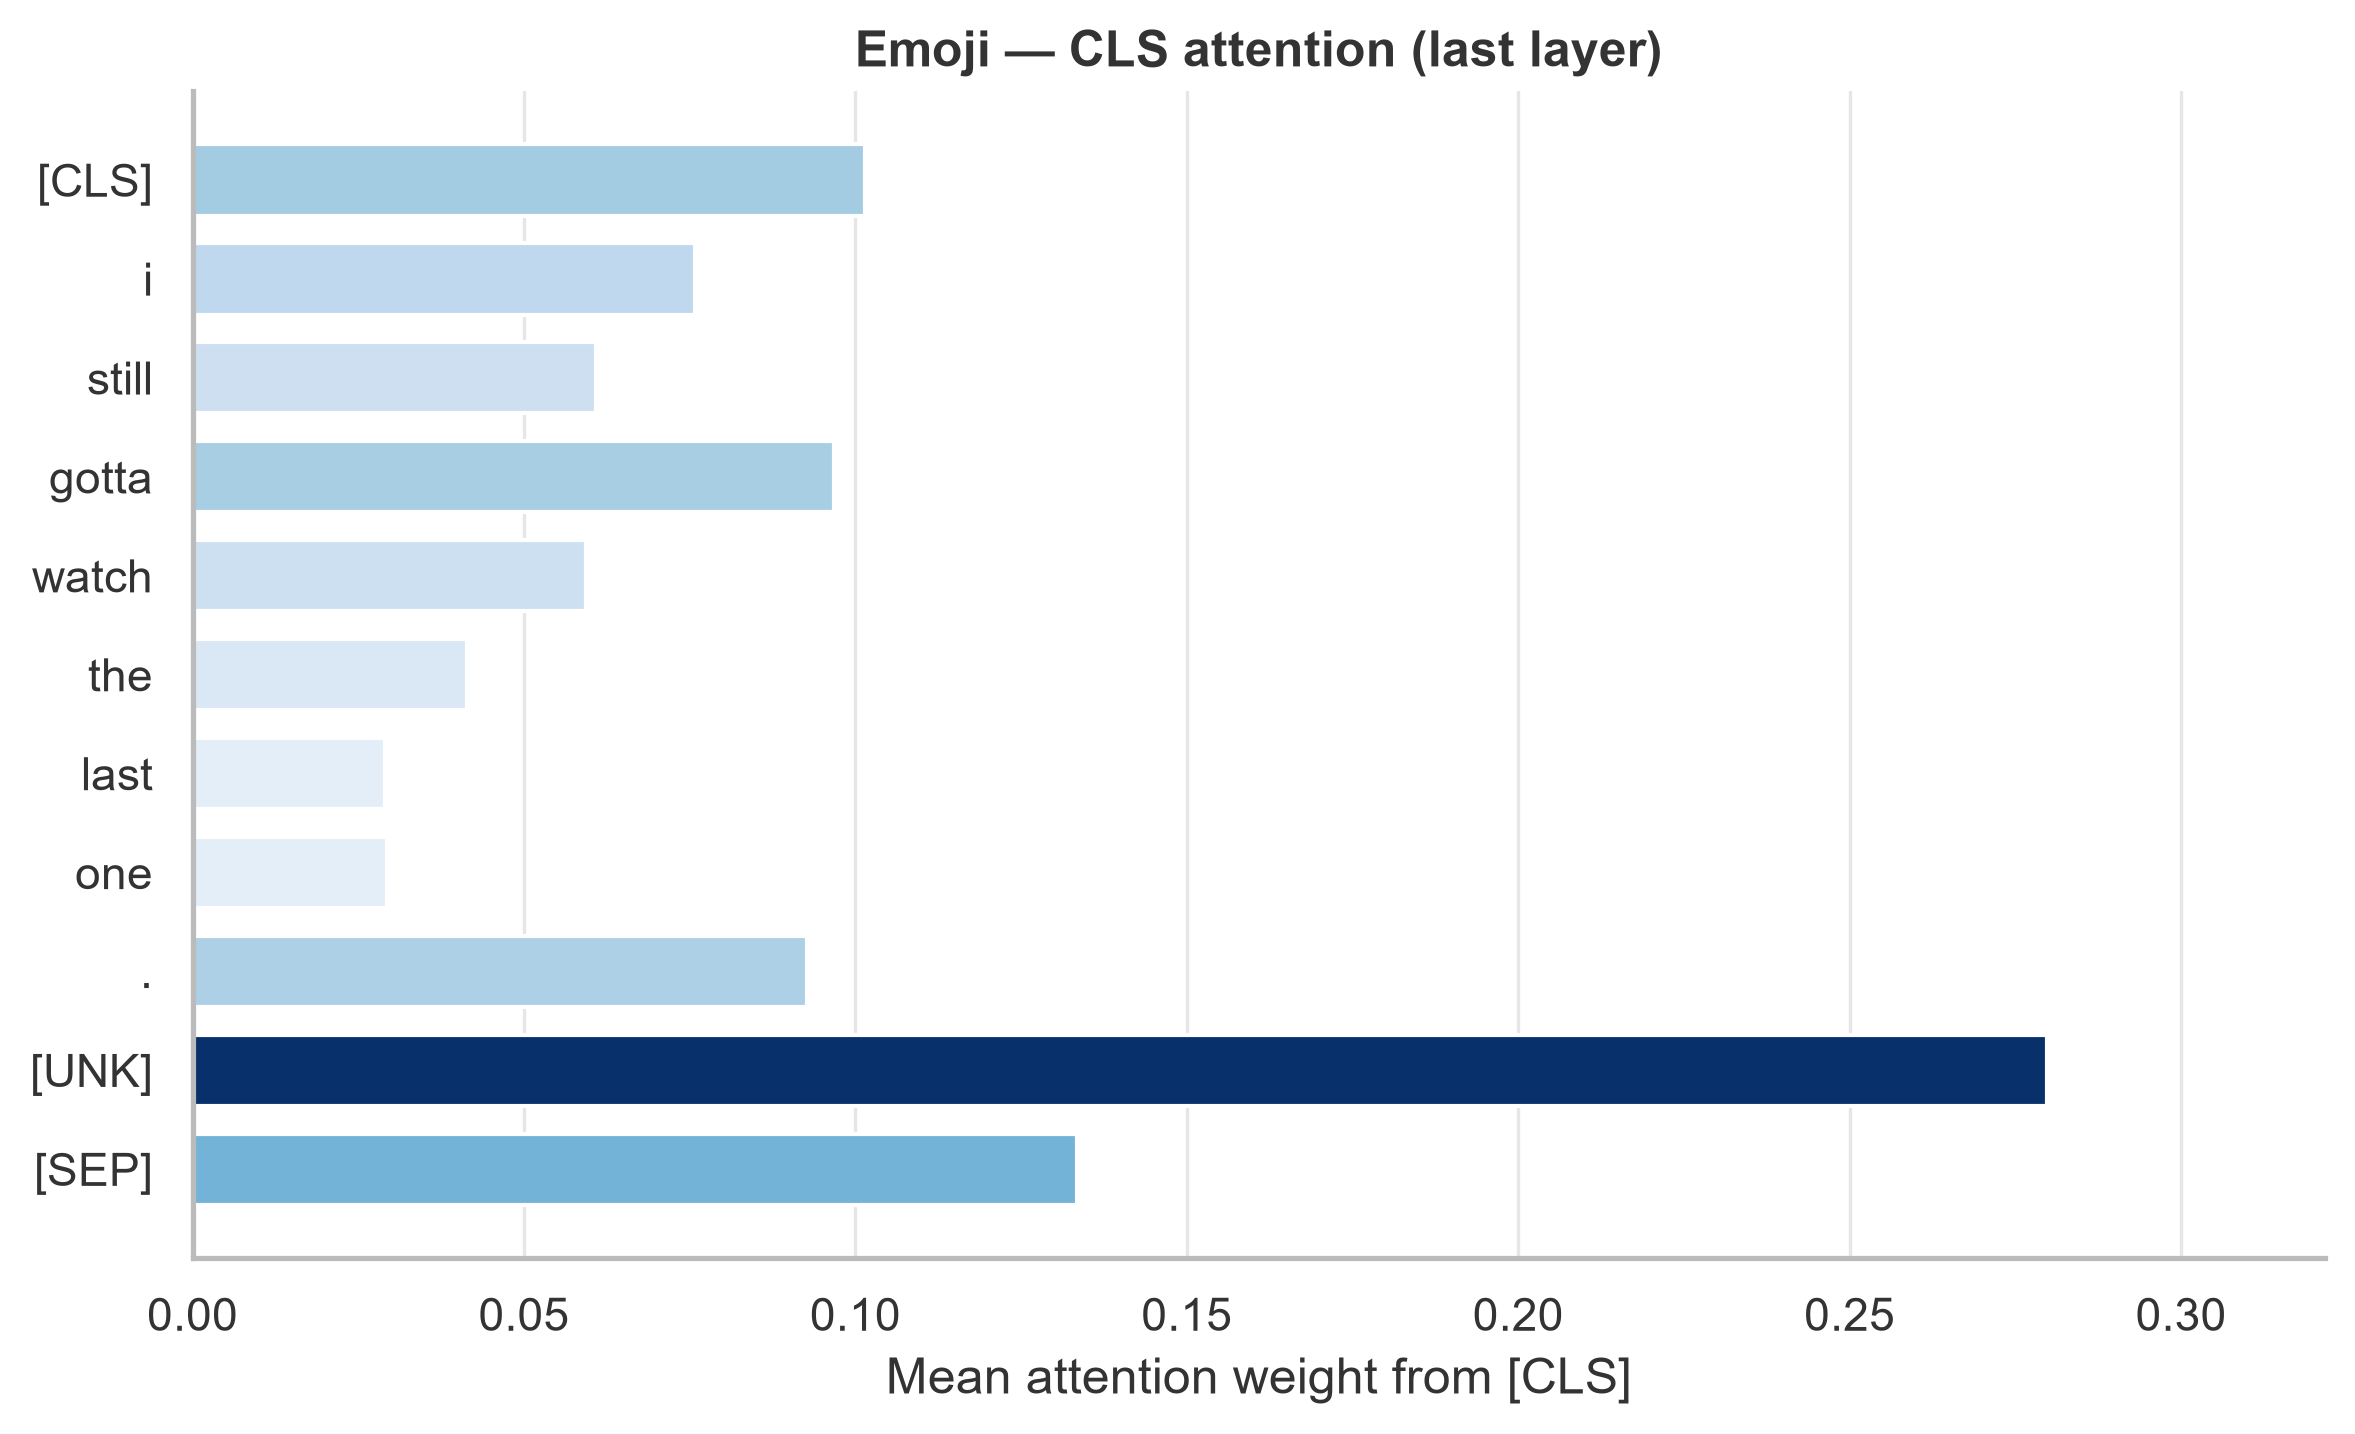 Emoji — CLS attention (last layer)
[CLS]
i
still
gotta
watch
the
last
one
.
[UNK]
[SEP]
0.00 0.05 0.10 0.15 0.20 0.25 0.30
Mean attention weight from [CLS]